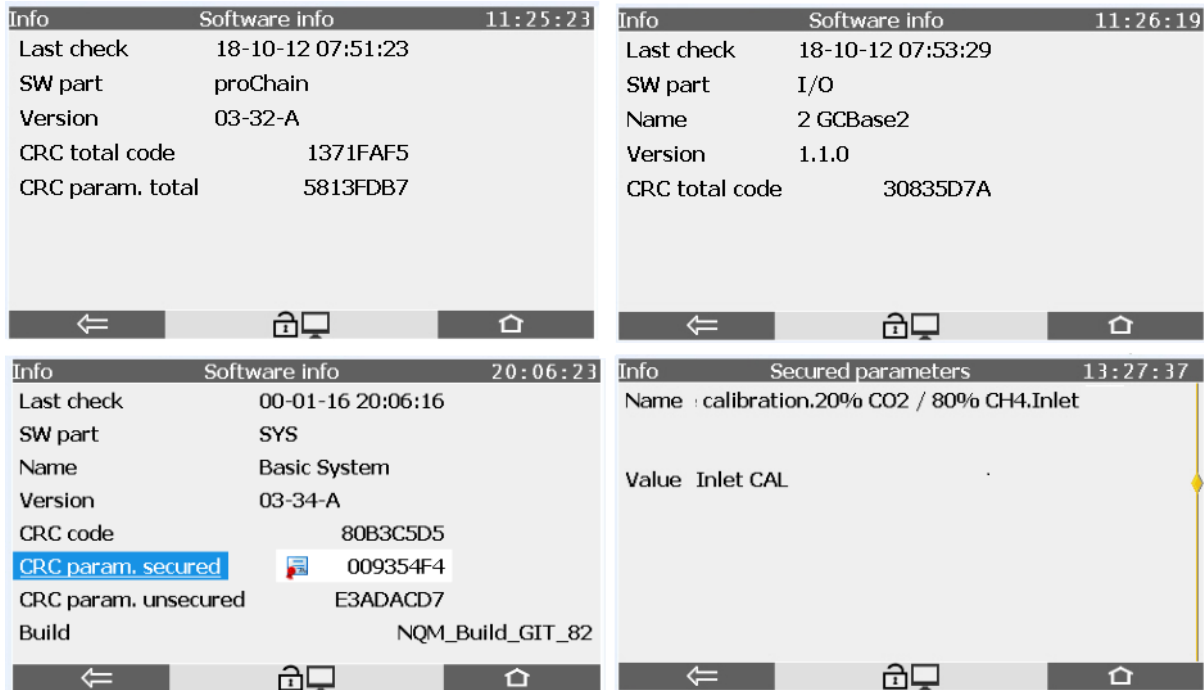 Info Software info 11:25:23
Last check 18-10-12 07:51:23
SW part proChain
Version 03-32-A
CRC total code 1371FAF5
CRC param. total 5813FDB7
Info Software info 11:26:19
Last check 18-10-12 07:53:29
SW part I/O
Name 2 GCBase2
Version 1.1.0
CRC total code 30835D7A
Info Software info 20:06:23
Last check 00-01-16 20:06:16
SW part SYS
Name Basic System
Version 03-34-A
CRC code 80B3C5D5
CRC param. secured 009354F4
CRC param. unsecured E3ADACD7
Build NQM_Build_GIT_82
Info Secured parameters 13:27:37
Name calibration.20% CO2 / 80% CH4.Inlet
Value Inlet CAL